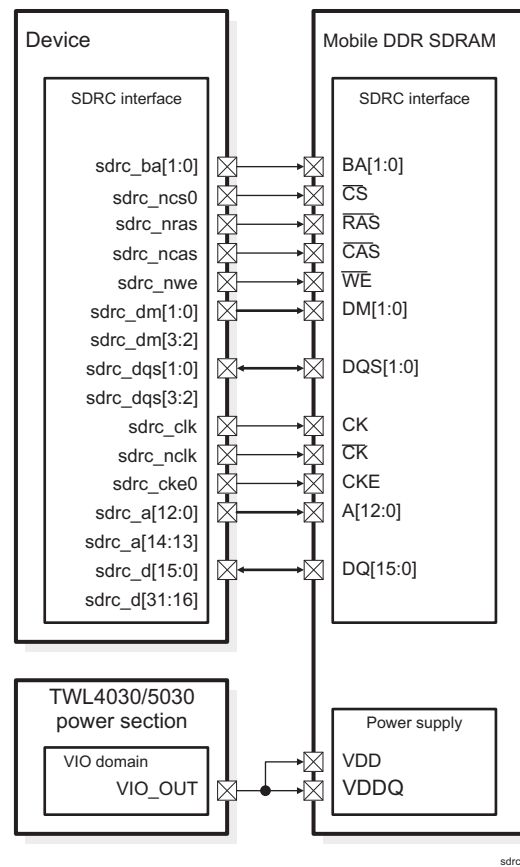 Device
Mobile DDR SDRAM
SDRC interface
SDRC interface
sdrc_ba[1:0]
BA[1:0]
sdrc_ncs0
CS
sdrc_nras
RAS
sdrc_ncas
CAS
sdrc_nwe
WE
sdrc_dm[1:0]
DM[1:0]
sdrc_dm[3:2]
sdrc_dqs[1:0]
DQS[1:0]
sdrc_dqs[3:2]
sdrc_clk
CK
sdrc_nclk
CK
sdrc_cke0
CKE
sdrc_a[12:0]
A[12:0]
sdrc_a[14:13]
sdrc_d[15:0]
DQ[15:0]
sdrc_d[31:16]
TWL4030/5030
power section
Power supply
VIO domain
VDD
VIO_OUT
VDDQ
sdrc